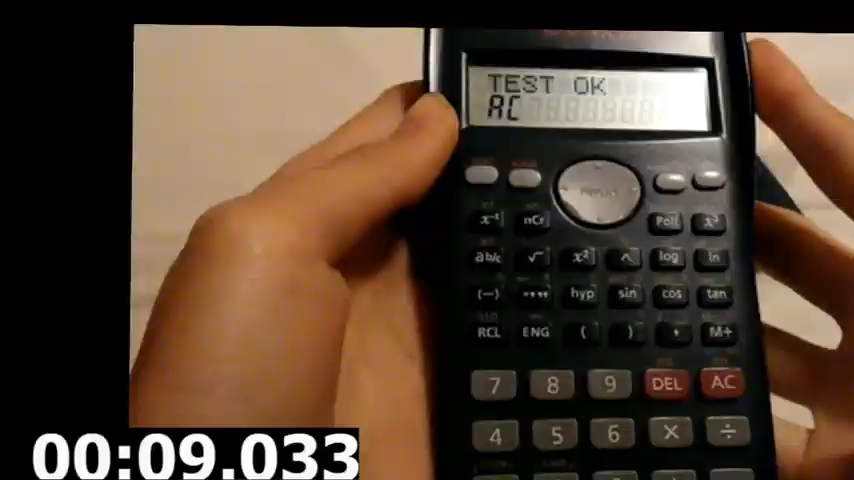 TEST OK
AC
x⁻¹ nCr Pol( x³
ab/c √ x² ^ log ln
(−) °'" hyp sin cos tan
RCL ENG ( ) , M+
7 8 9 DEL AC
4 5 6 × ÷
00:09.033